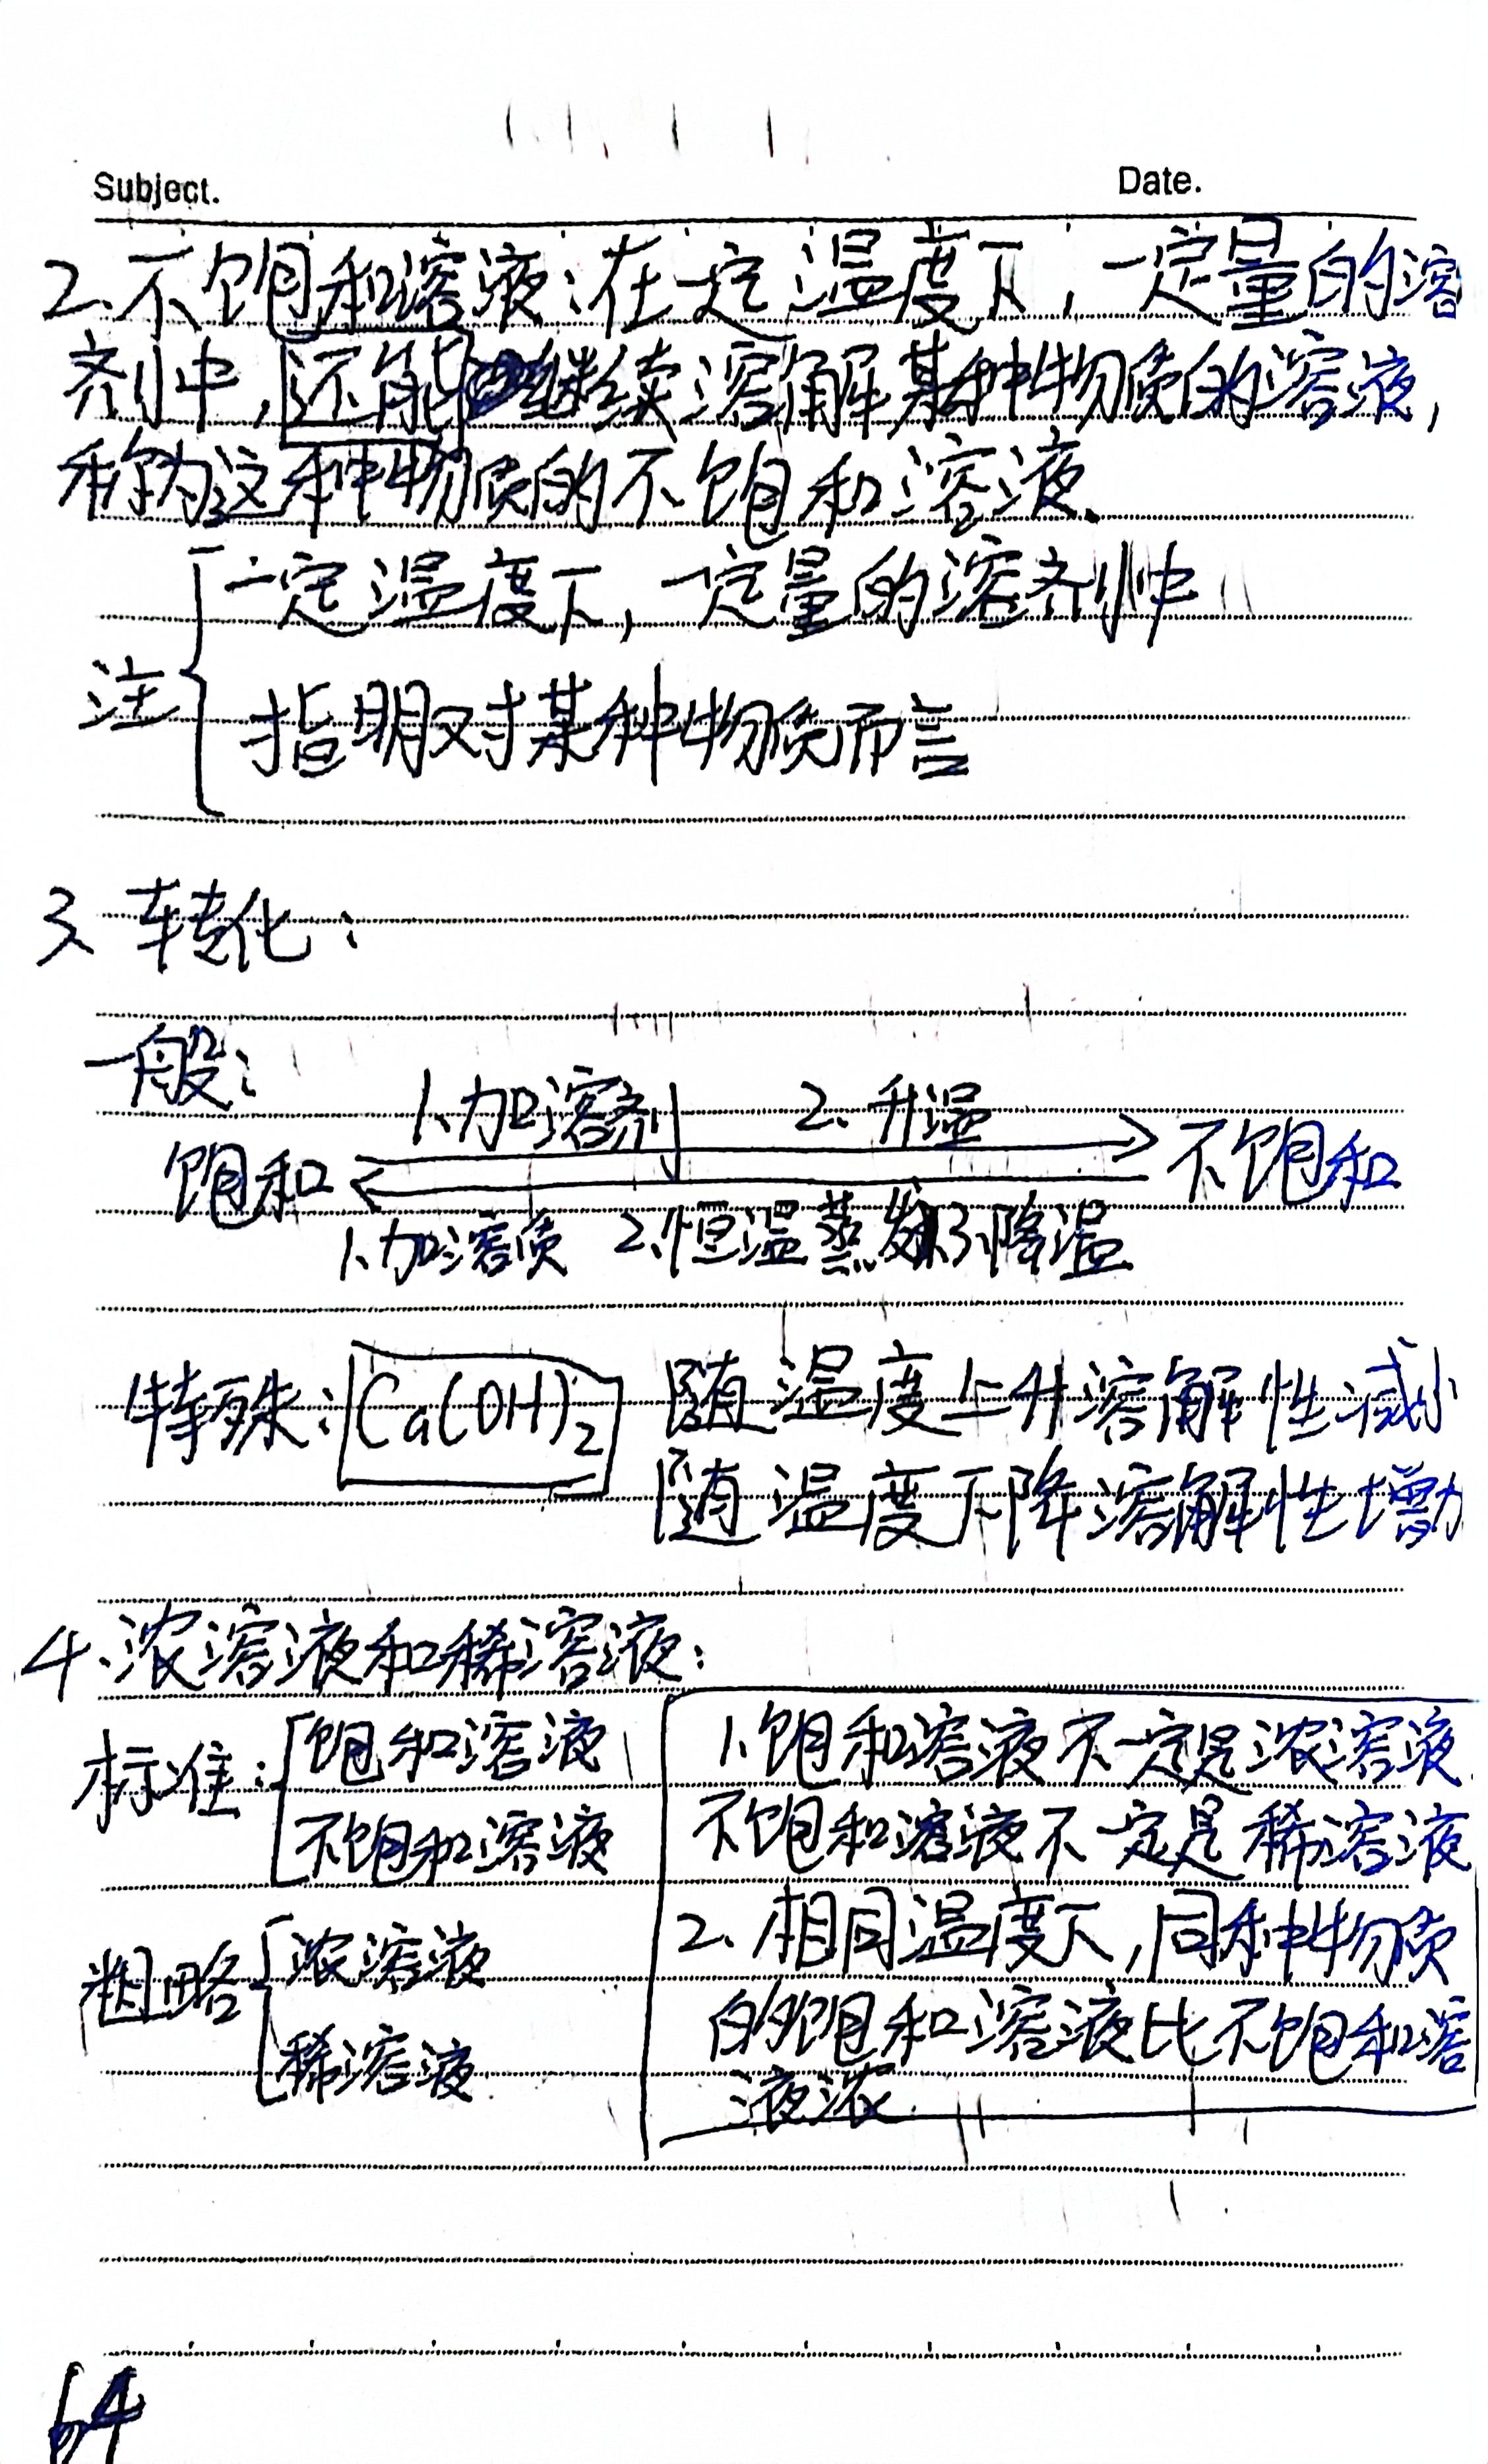 Subject.
Date.
2.不饱和溶液:在一定温度下,一定量的溶
剂中,还能继续溶解某种物质的溶液,
称为这种物质的不饱和溶液、
注
一定温度下,一定量的溶剂中
指明对某种物质而言
3、转化:
一般:
1、加溶剂 2、升温
饱和 不饱和
1、加溶质 2、恒温蒸发 3、降温
特殊: Ca(OH)₂ 随温度上升溶解性减小
随温度下降溶解性增加
4、浓溶液和稀溶液:
标准: 饱和溶液
不饱和溶液
粗略 浓溶液
稀溶液
1、饱和溶液不一定是浓溶液
不饱和溶液不一定是稀溶液
2、相同温度下,同种物质
的饱和溶液比不饱和溶
液浓.
64